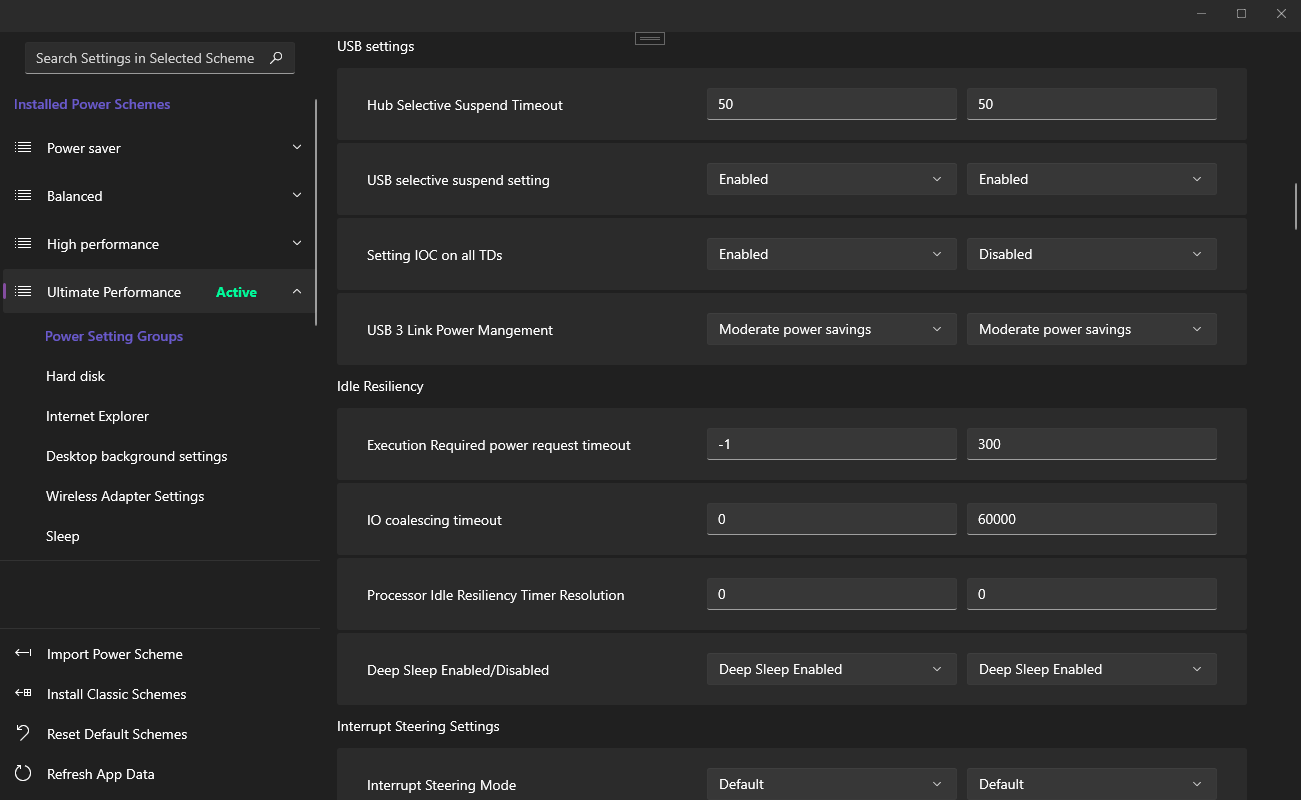 Search Settings in Selected Scheme
Installed Power Schemes
Power saver
Balanced
High performance
Ultimate Performance Active
Power Setting Groups
Hard disk
Internet Explorer
Desktop background settings
Wireless Adapter Settings
Sleep
Import Power Scheme
Install Classic Schemes
Reset Default Schemes
Refresh App Data
USB settings
Hub Selective Suspend Timeout 50 50
USB selective suspend setting Enabled Enabled
Setting IOC on all TDs Enabled Disabled
USB 3 Link Power Mangement Moderate power savings Moderate power savings
Idle Resiliency
Execution Required power request timeout -1 300
IO coalescing timeout 0 60000
Processor Idle Resiliency Timer Resolution 0 0
Deep Sleep Enabled/Disabled Deep Sleep Enabled Deep Sleep Enabled
Interrupt Steering Settings
Interrupt Steering Mode Default Default